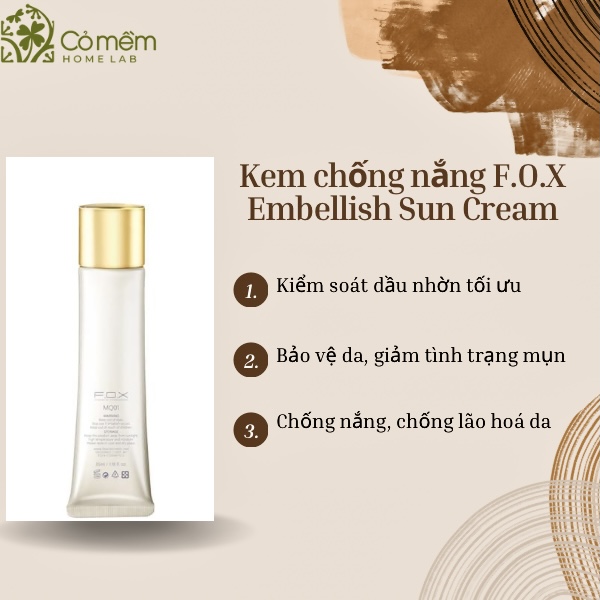 Cỏ mềm
HOME LAB
Kem chống nắng F.O.X
Embellish Sun Cream
1. Kiểm soát dầu nhờn tối ưu
2. Bảo vệ da, giảm tình trạng mụn
3. Chống nắng, chống lão hoá da
F.O.X